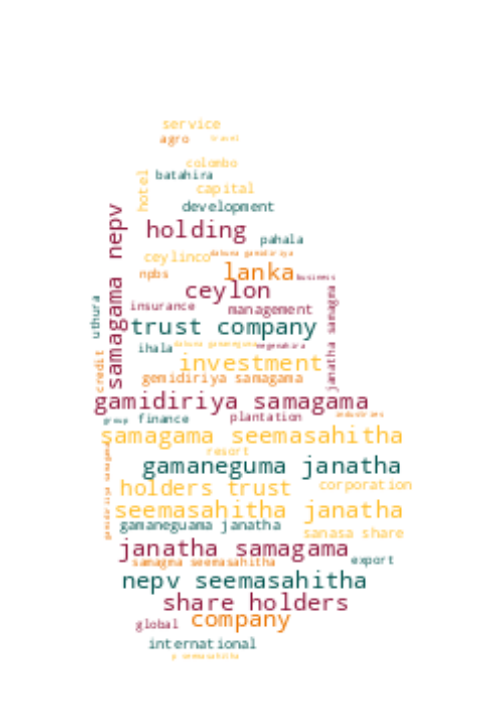 service
agro
travel
colombo
batahira
hotel
capital
development
nepv
holding
pahala
ceylinco
dakuna gamidiriya
npbs
lanka
business
ceylon
samagama
insurance
management
janatha samagma
uthura
trust company
ihala
dakuna gamaneguma
investment
credit
gemidiriya samagama
gamidiriya samagama
group
finance
plantation
industries
samagama seemasahitha
resort
gamaneguma janatha
holders trust
corporation
seemasahitha janatha
gamaneguama janatha
sanasa share
janatha samagama
samagma seemasahitha
export
nepv seemasahitha
share holders
global
company
international
p seemasahitha